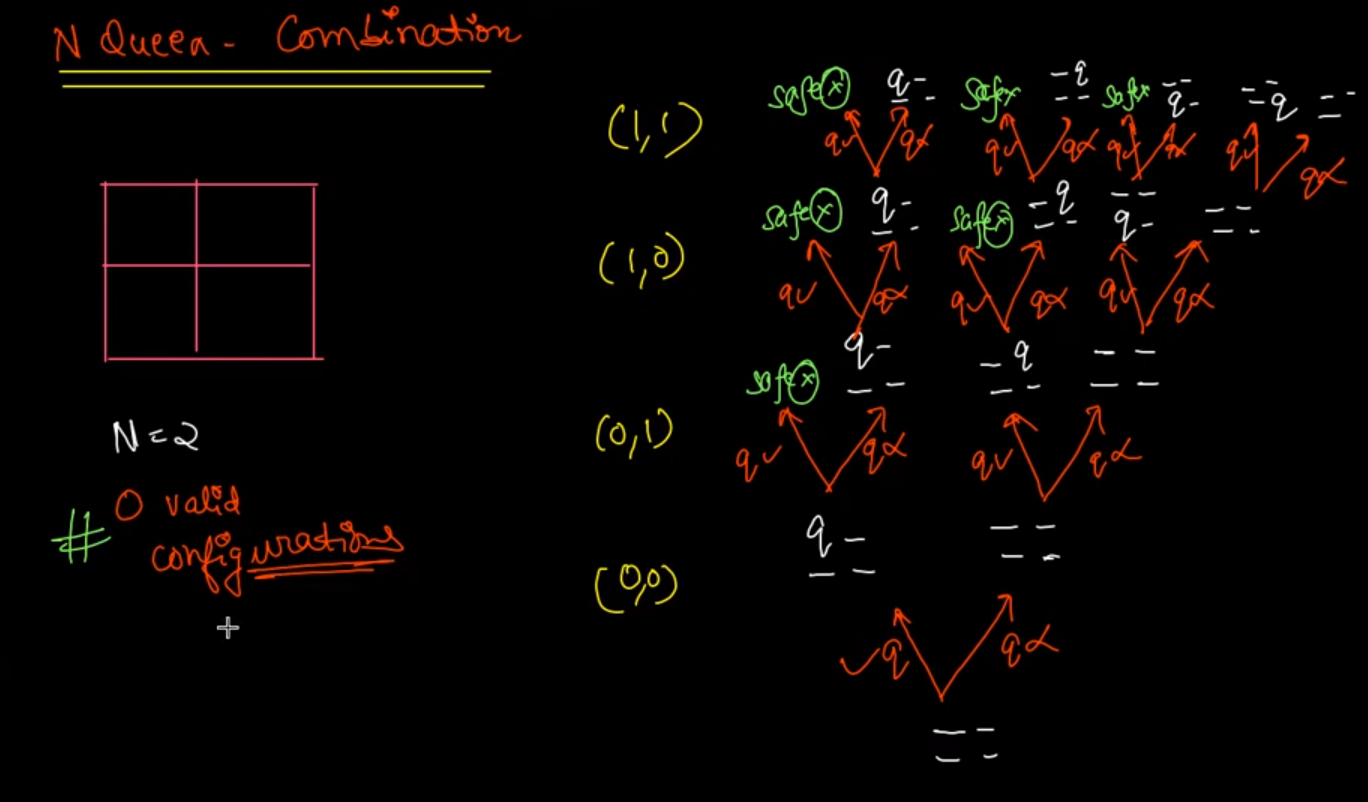 N Queen - Combination
N = 2
# 0 valid
configurations
(1,1) safe x q - safe x - q safe x - - - - q - - - - q - - - -
q✓ q× q✓ q× q✓ q× q✓ q×
(1,0) safe x q - safe x - q - - - -
- - - - q - - -
q✓ q× q✓ q× q✓ q×
q - - q - -
safe x - - - - - -
(0,1)
q✓ q× q✓ q×
q - - -
- - - -
(0,0)
✓q q×
- -
- -